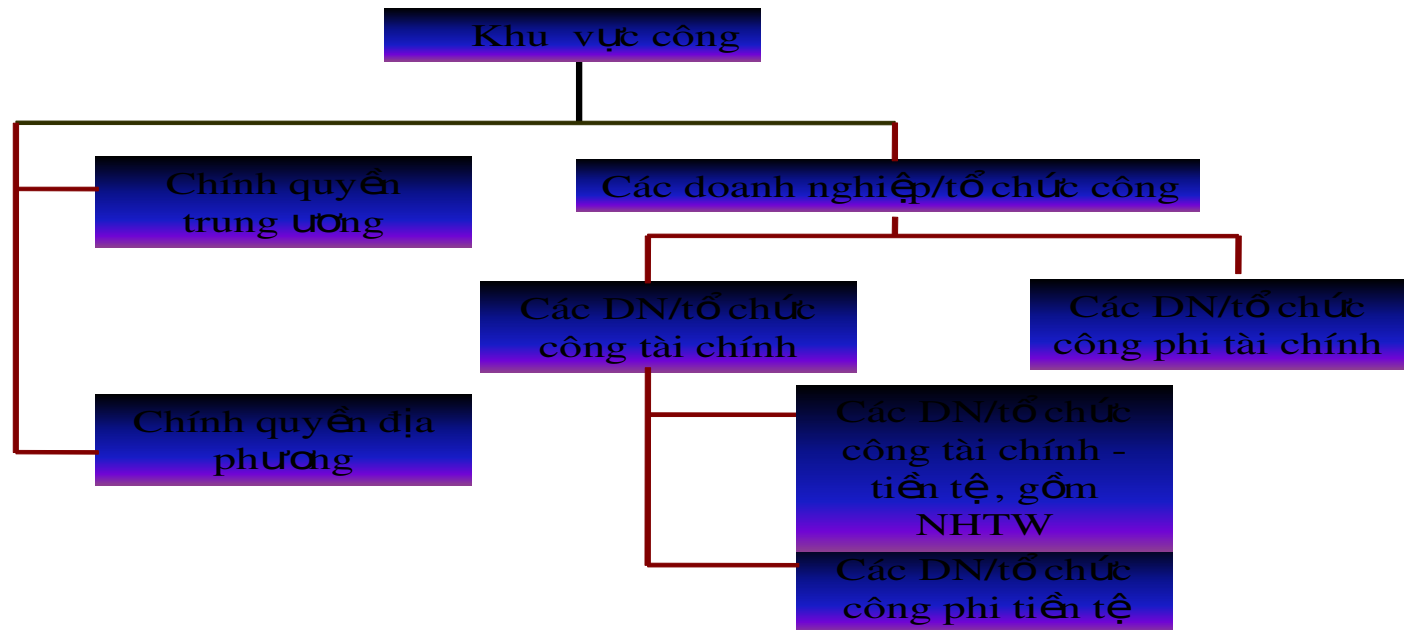 Khu vực công
Chính quyền
trung ương
Các doanh nghiệp/tổ chức công
Các DN/tổ chức
công tài chính
Các DN/tổ chức
công phi tài chính
Chính quyền địa
phương
Các DN/tổ chức
công tài chính -
tiền tệ, gồm
NHTW
Các DN/tổ chức
công phi tiền tệ